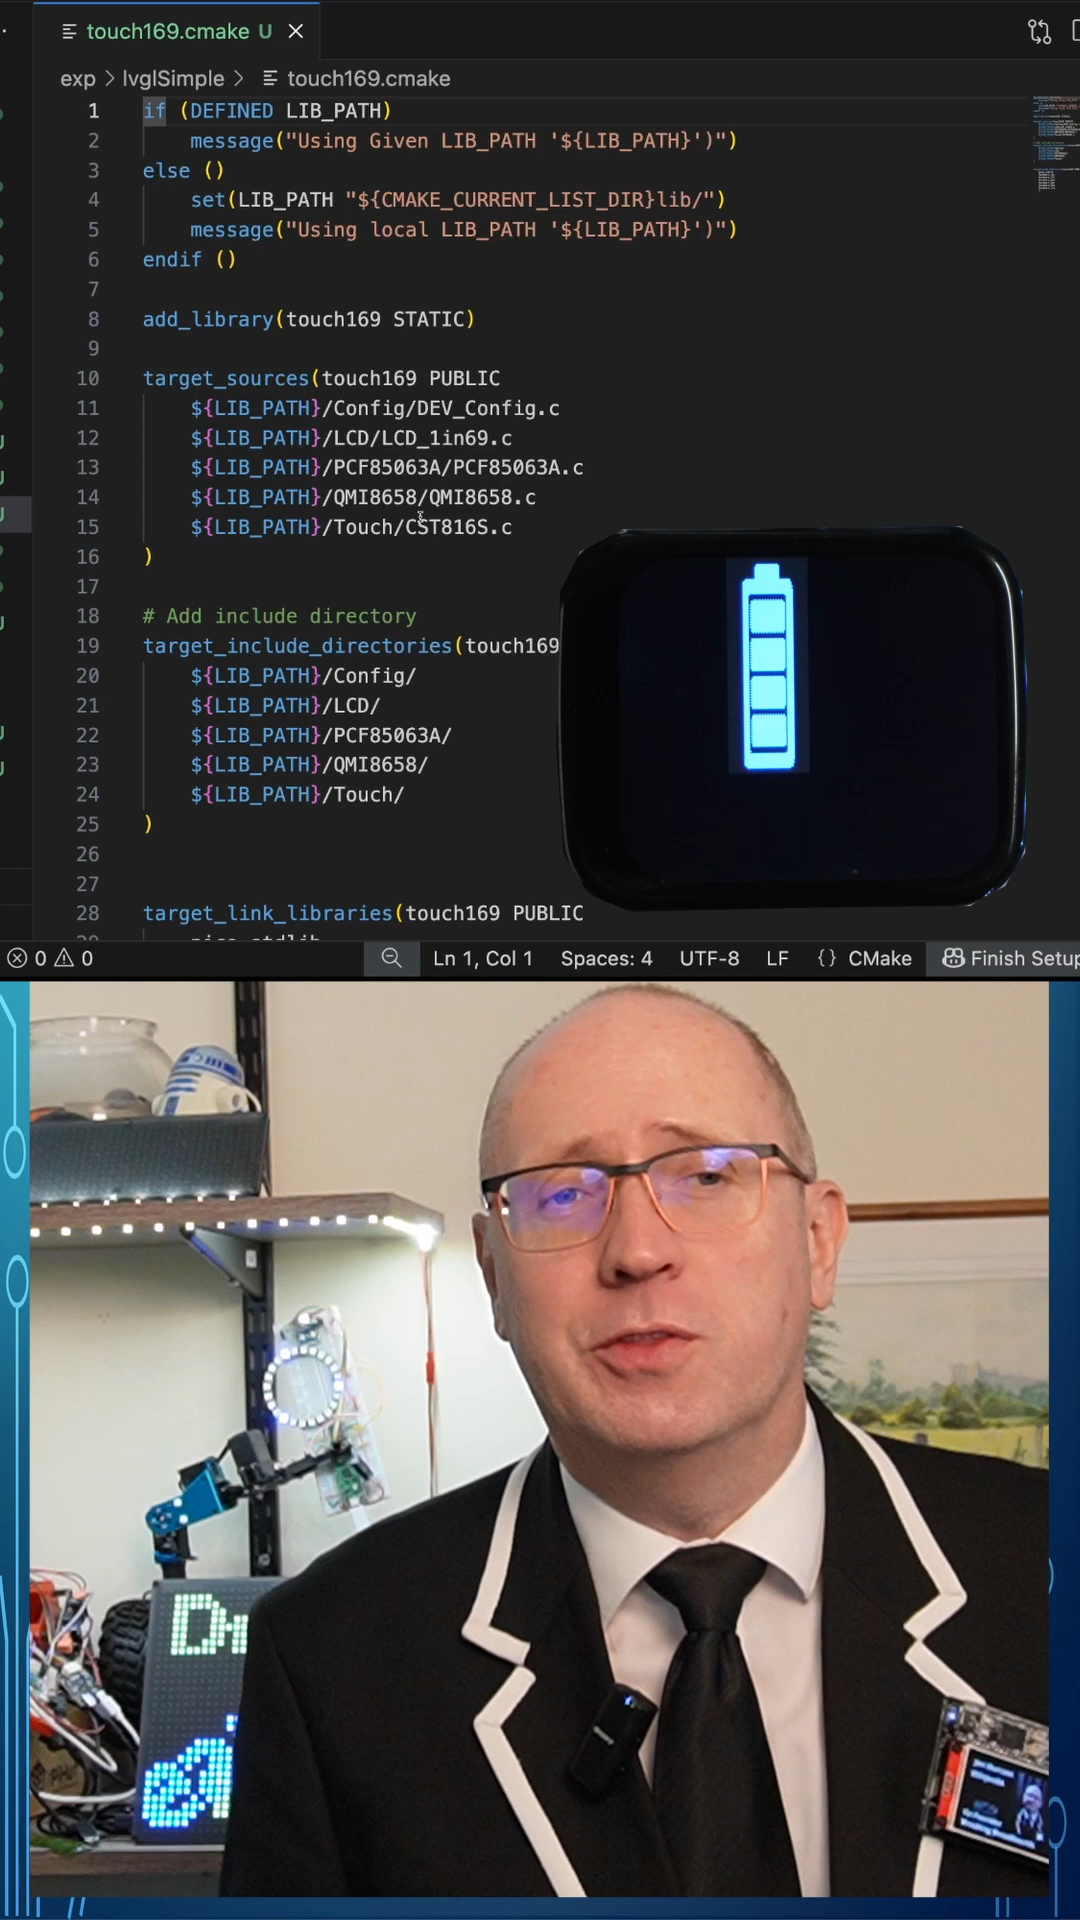 touch169.cmake U
exp > lvglSimple > touch169.cmake
1 if (DEFINED LIB_PATH)
2 message("Using Given LIB_PATH '${LIB_PATH}')")
3 else ()
4 set(LIB_PATH "${CMAKE_CURRENT_LIST_DIR}lib/")
5 message("Using local LIB_PATH '${LIB_PATH}')")
6 endif ()
7
8 add_library(touch169 STATIC)
9
10 target_sources(touch169 PUBLIC
11 ${LIB_PATH}/Config/DEV_Config.c
12 ${LIB_PATH}/LCD/LCD_1in69.c
13 ${LIB_PATH}/PCF85063A/PCF85063A.c
14 ${LIB_PATH}/QMI8658/QMI8658.c
15 ${LIB_PATH}/Touch/CST816S.c
16 )
17
18 # Add include directory
19 target_include_directories(touch169
20 ${LIB_PATH}/Config/
21 ${LIB_PATH}/LCD/
22 ${LIB_PATH}/PCF85063A/
23 ${LIB_PATH}/QMI8658/
24 ${LIB_PATH}/Touch/
25 )
26
27
28 target_link_libraries(touch169 PUBLIC
29 pico_stdlib
0 0 Ln 1, Col 1 Spaces: 4 UTF-8 LF {} CMake Finish Setup